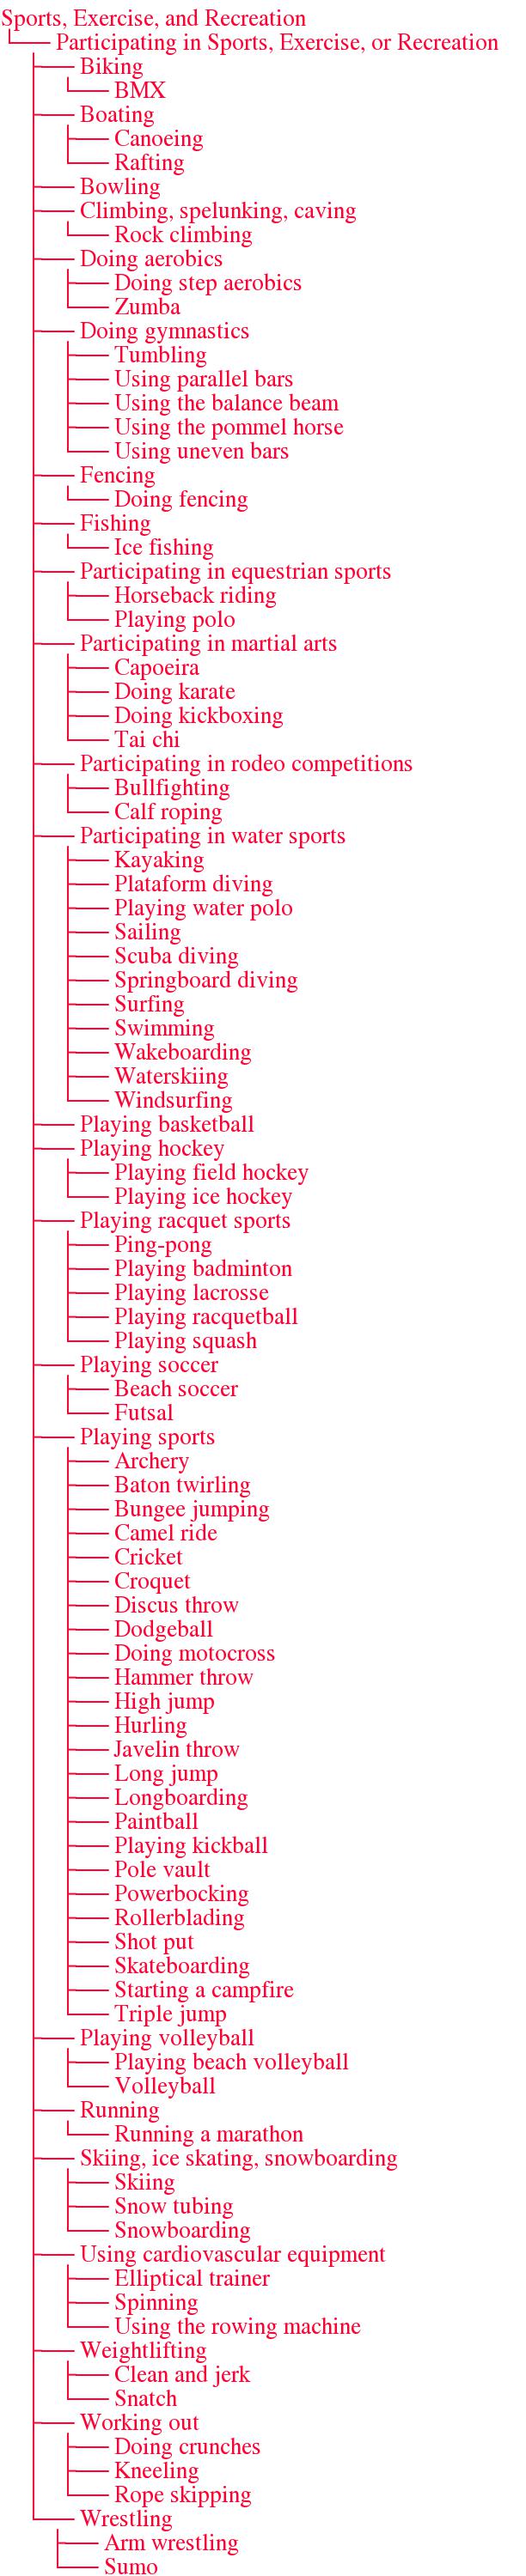 Sports, Exercise, and Recreation
Participating in Sports, Exercise, or Recreation
Biking
BMX
Boating
Canoeing
Rafting
Bowling
Climbing, spelunking, caving
Rock climbing
Doing aerobics
Doing step aerobics
Zumba
Doing gymnastics
Tumbling
Using parallel bars
Using the balance beam
Using the pommel horse
Using uneven bars
Fencing
Doing fencing
Fishing
Ice fishing
Participating in equestrian sports
Horseback riding
Playing polo
Participating in martial arts
Capoeira
Doing karate
Doing kickboxing
Tai chi
Participating in rodeo competitions
Bullfighting
Calf roping
Participating in water sports
Kayaking
Plataform diving
Playing water polo
Sailing
Scuba diving
Springboard diving
Surfing
Swimming
Wakeboarding
Waterskiing
Windsurfing
Playing basketball
Playing hockey
Playing field hockey
Playing ice hockey
Playing racquet sports
Ping-pong
Playing badminton
Playing lacrosse
Playing racquetball
Playing squash
Playing soccer
Beach soccer
Futsal
Playing sports
Archery
Baton twirling
Bungee jumping
Camel ride
Cricket
Croquet
Discus throw
Dodgeball
Doing motocross
Hammer throw
High jump
Hurling
Javelin throw
Long jump
Longboarding
Paintball
Playing kickball
Pole vault
Powerbocking
Rollerblading
Shot put
Skateboarding
Starting a campfire
Triple jump
Playing volleyball
Playing beach volleyball
Volleyball
Running
Running a marathon
Skiing, ice skating, snowboarding
Skiing
Snow tubing
Snowboarding
Using cardiovascular equipment
Elliptical trainer
Spinning
Using the rowing machine
Weightlifting
Clean and jerk
Snatch
Working out
Doing crunches
Kneeling
Rope skipping
Wrestling
Arm wrestling
Sumo